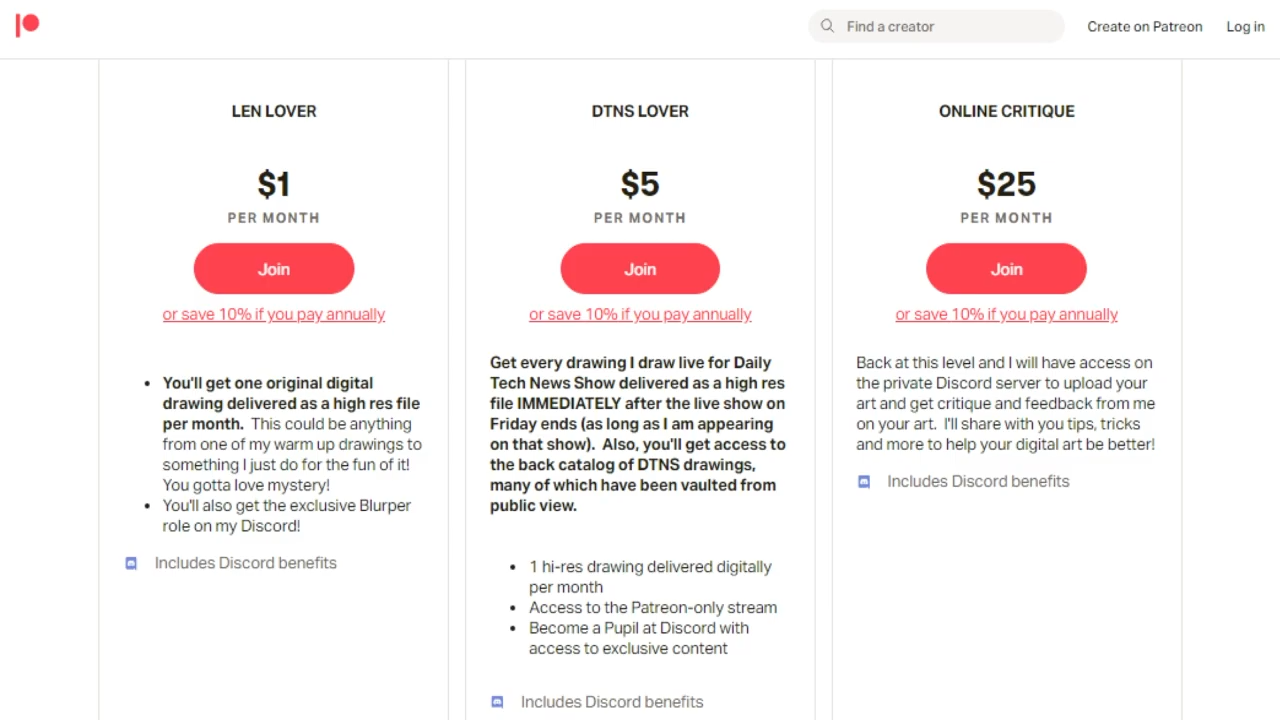 Find a creator
Create on Patreon
Log in
LEN LOVER
$1
PER MONTH
Join
or save 10% if you pay annually
• You'll get one original digital
drawing delivered as a high res file
per month.  This could be anything
from one of my warm up drawings to
something I just do for the fun of it!
You gotta love mystery!
• You'll also get the exclusive Blurper
role on my Discord!
Includes Discord benefits
DTNS LOVER
$5
PER MONTH
Join
or save 10% if you pay annually
Get every drawing I draw live for Daily
Tech News Show delivered as a high res
file IMMEDIATELY after the live show on
Friday ends (as long as I am appearing
on that show).  Also, you'll get access to
the back catalog of DTNS drawings,
many of which have been vaulted from
public view.
• 1 hi-res drawing delivered digitally
per month
• Access to the Patreon-only stream
• Become a Pupil at Discord with
access to exclusive content
Includes Discord benefits
ONLINE CRITIQUE
$25
PER MONTH
Join
or save 10% if you pay annually
Back at this level and I will have access on
the private Discord server to upload your
art and get critique and feedback from me
on your art.  I'll share with you tips, tricks
and more to help your digital art be better!
Includes Discord benefits